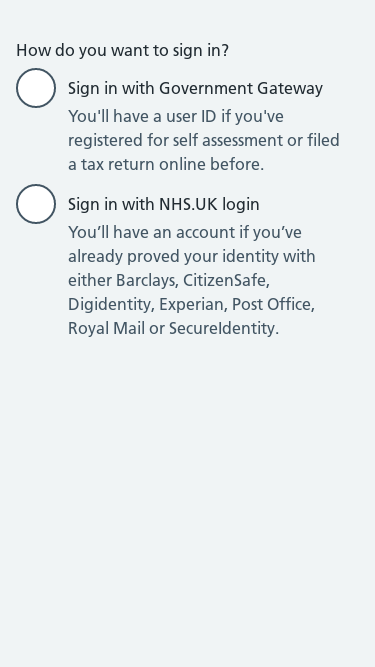 How do you want to sign in?
Sign in with Government Gateway
You'll have a user ID if you've
registered for self assessment or filed
a tax return online before.
Sign in with NHS.UK login
You’ll have an account if you’ve
already proved your identity with
either Barclays, CitizenSafe,
Digidentity, Experian, Post Office,
Royal Mail or SecureIdentity.